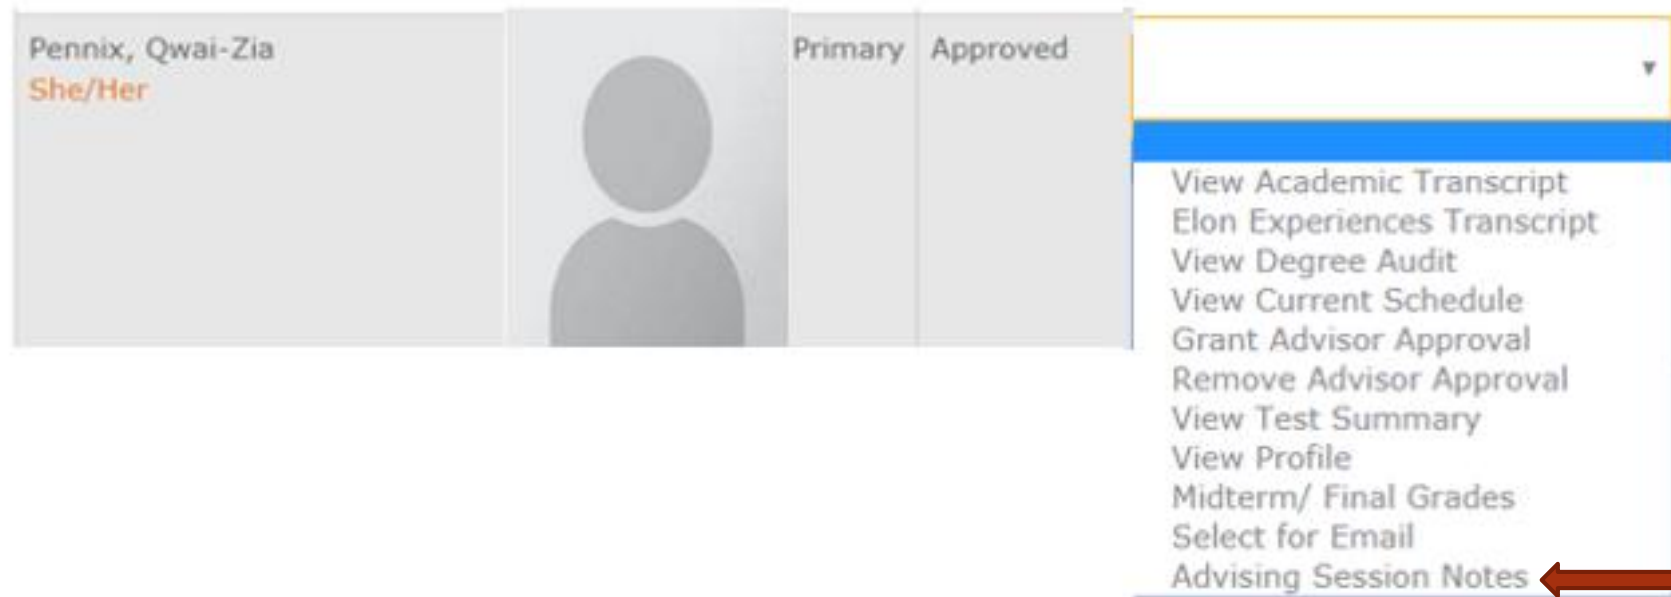 Pennix, Qwai-Zia
She/Her
Primary
Approved
View Academic Transcript
Elon Experiences Transcript
View Degree Audit
View Current Schedule
Grant Advisor Approval
Remove Advisor Approval
View Test Summary
View Profile
Midterm/ Final Grades
Select for Email
Advising Session Notes